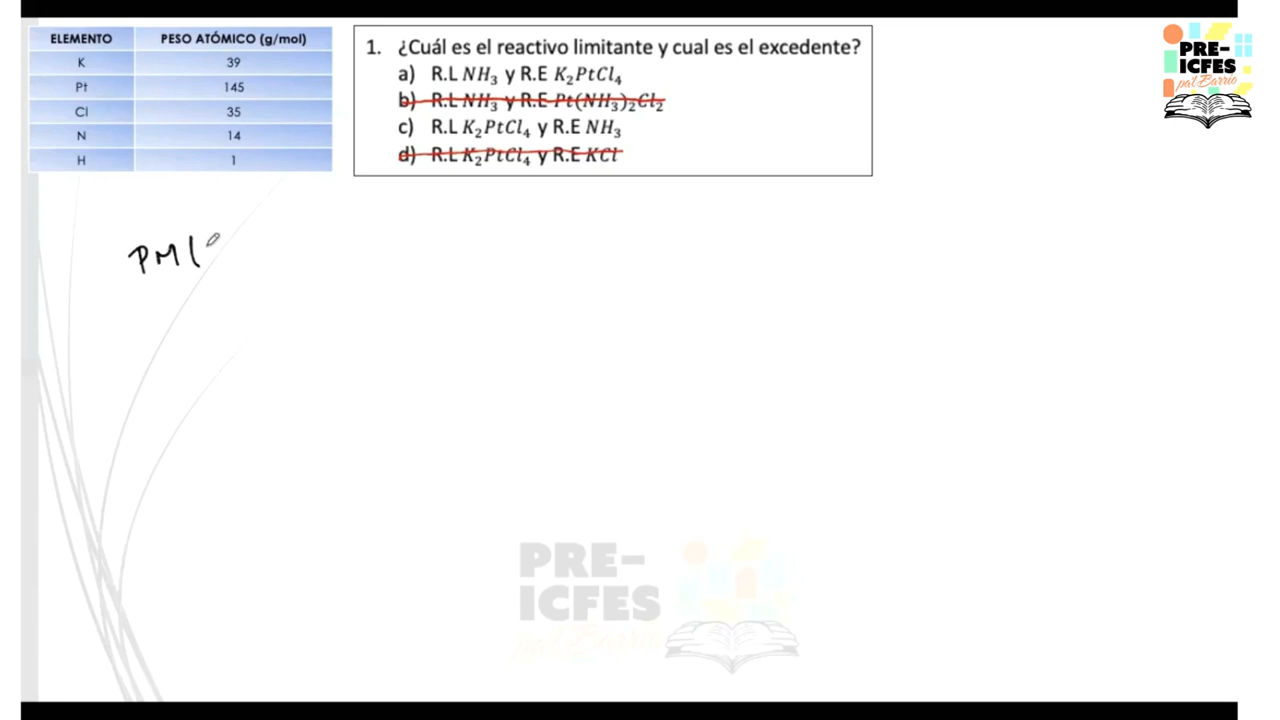 ELEMENTO PESO ATÓMICO (g/mol)
K 39
Pt 145
Cl 35
N 14
H 1
1. ¿Cuál es el reactivo limitante y cual es el excedente?
a) R.L NH₃ y R.E K₂PtCl₄
b) R.L NH₃ y R.E Pt(NH₃)₂Cl₂
c) R.L K₂PtCl₄ y R.E NH₃
d) R.L K₂PtCl₄ y R.E KCl
PRE-
ICFES
pal' Barrio
PM(
PRE-
ICFES
pal' Barrio